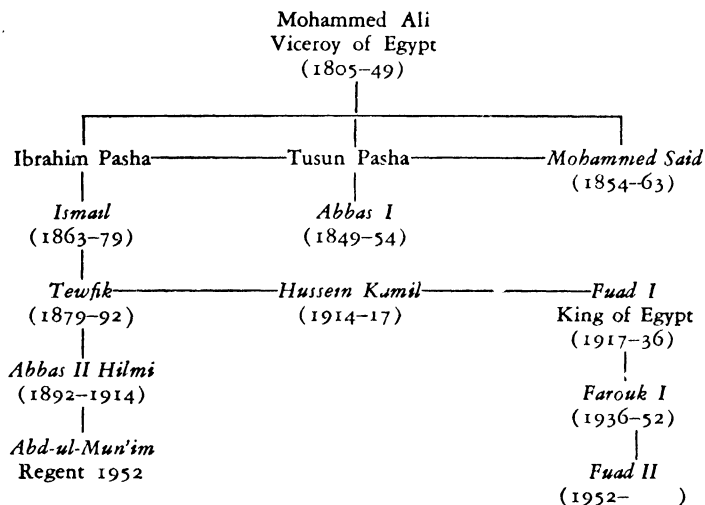 Mohammed Ali
Viceroy of Egypt
(1805–49)
Ibrahim Pasha Tusun Pasha Mohammed Said
(1854–63)
Ismail Abbas I
(1863–79) (1849–54)
Tewfik Hussein Kamil Fuad I
(1879–92) (1914–17) King of Egypt
(1917–36)
Abbas II Hilmi
(1892–1914) Farouk I
(1936–52)
Abd-ul-Mun'im
Regent 1952 Fuad II
(1952– )